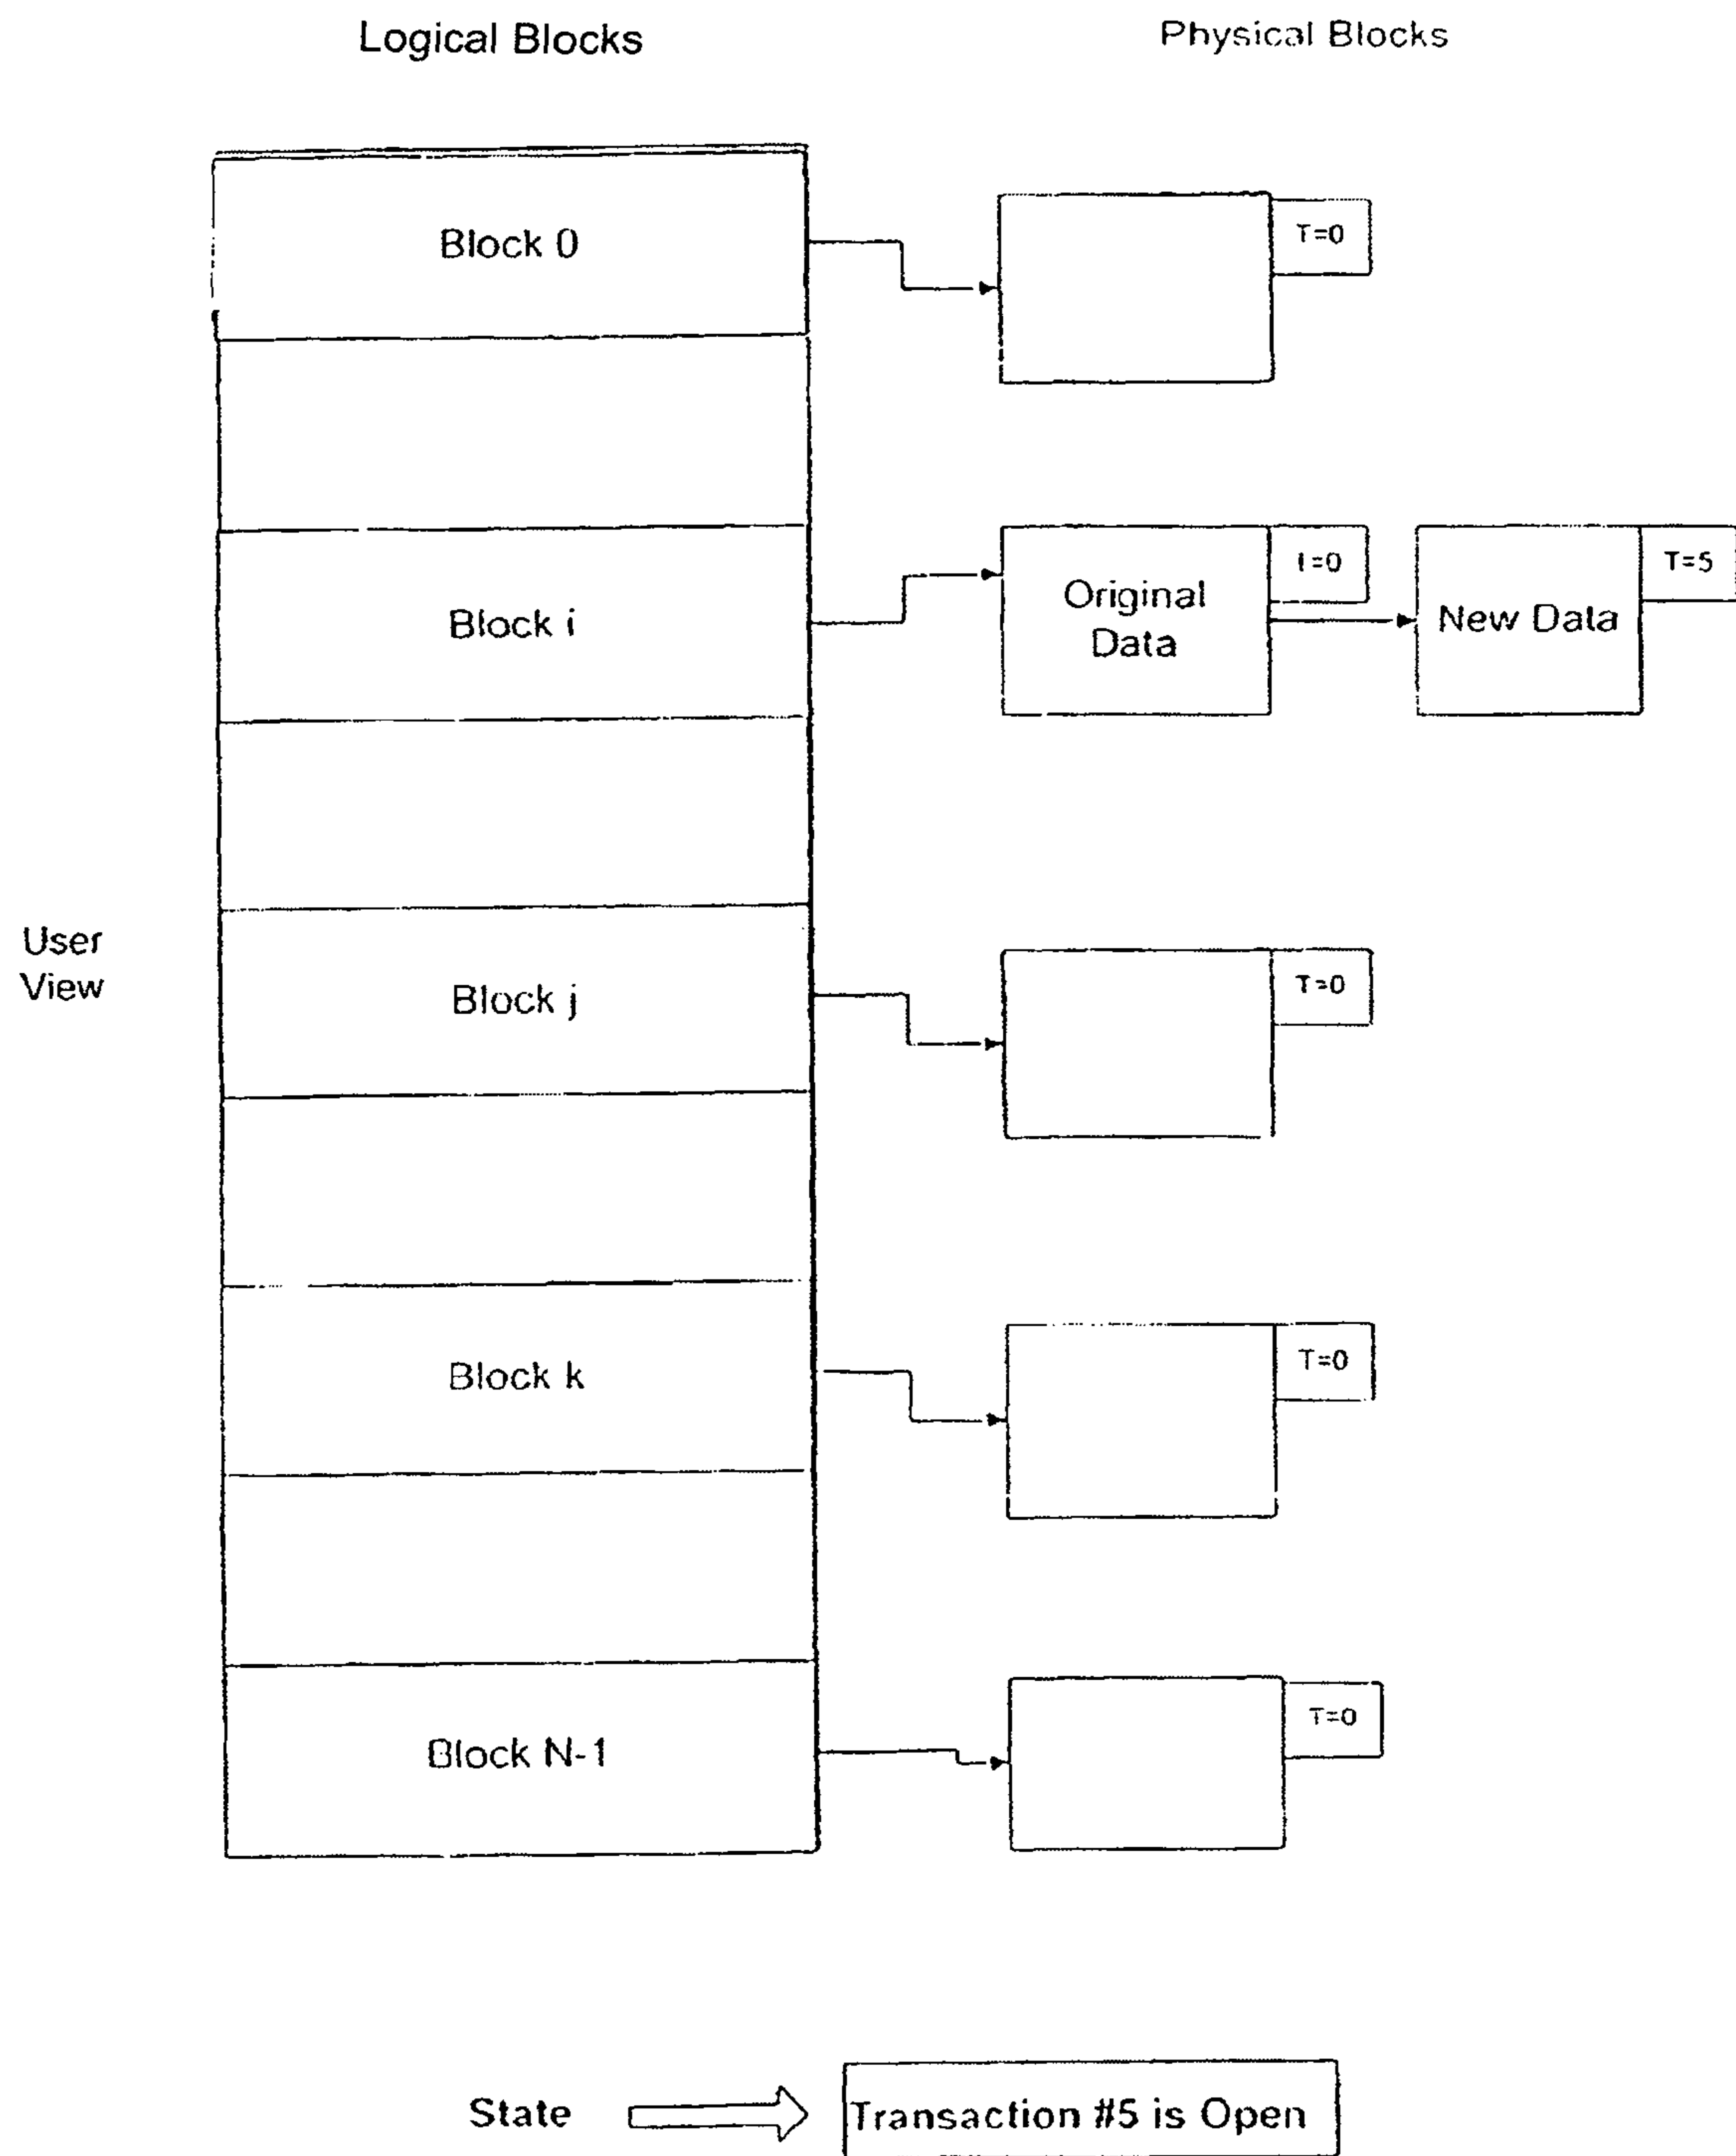 Logical Blocks
Physical Blocks
Block 0
T=0
Block i
Original
Data
T=0
New Data
T=5
User
View
Block j
T=0
Block k
T=0
Block N-1
T=0
State
Transaction #5 is Open